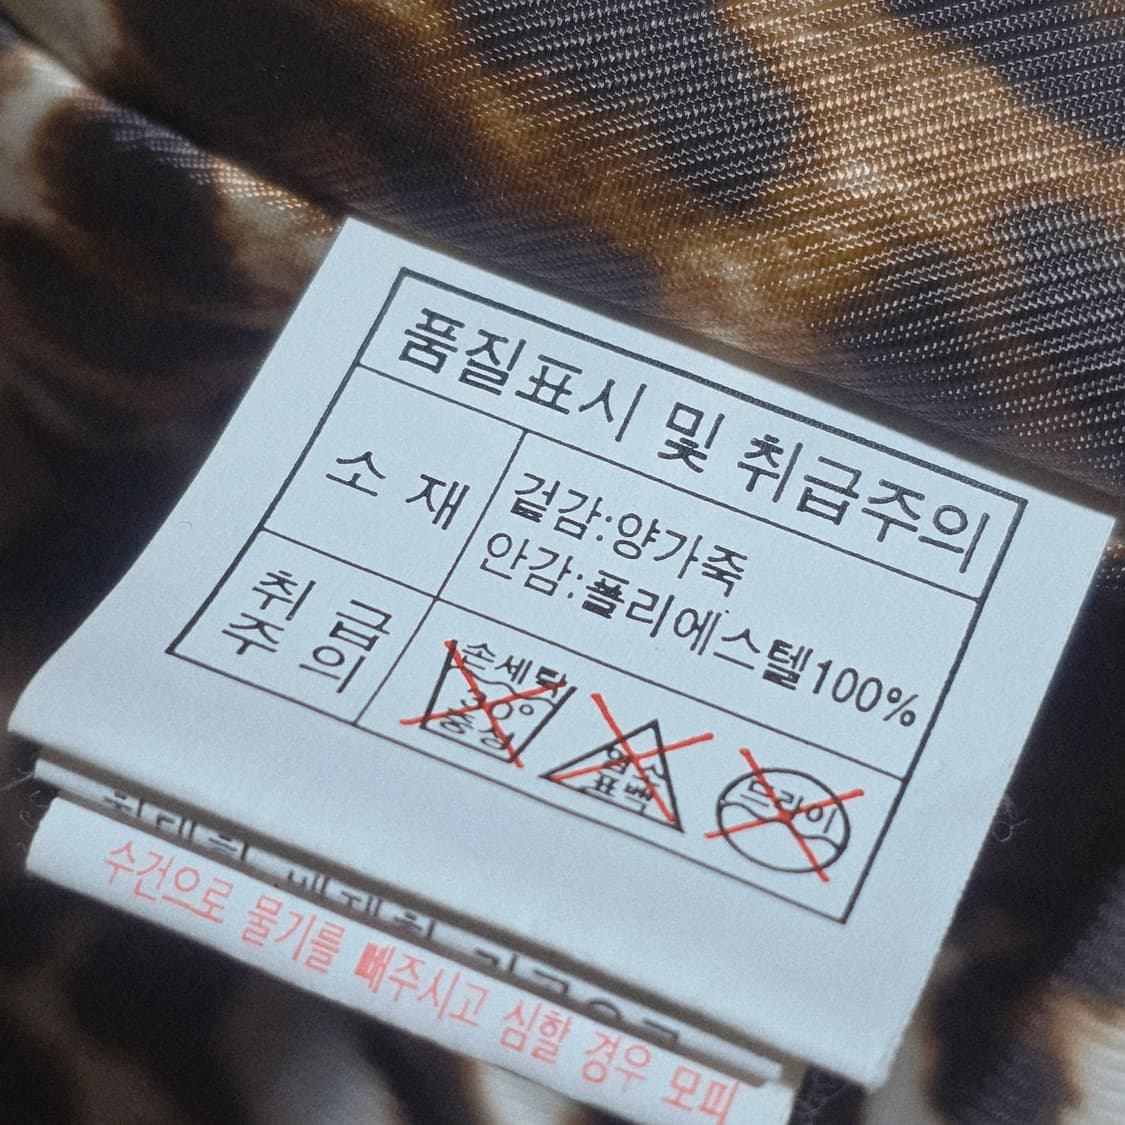 품질표시 및 취급주의
소 재
겉감:양가죽
안감:폴리에스텔100%
취 급
주 의
손세탁
30°
중성
염소
표백
드라이
수건으로 물기를 빼주시고 심할 경우 모피